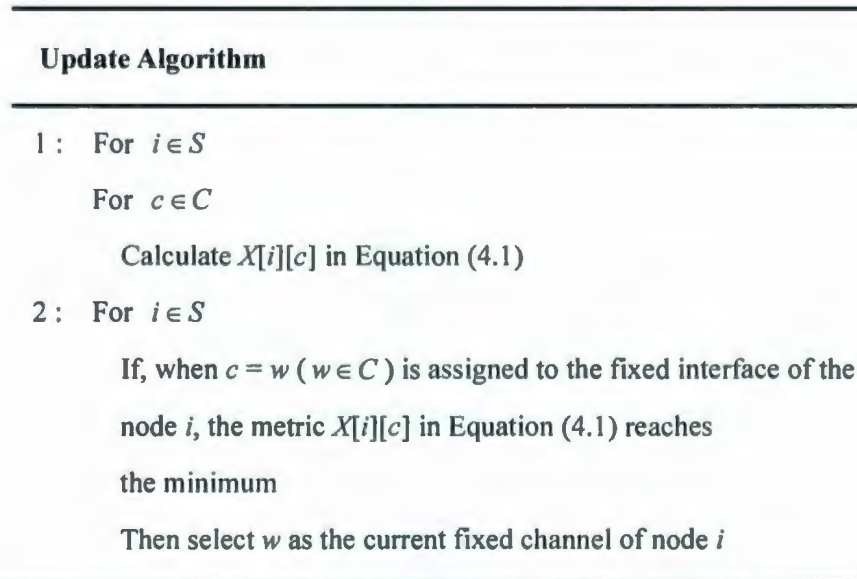 Update Algorithm
1 : For i ∈ S
For c ∈ C
Calculate X[i][c] in Equation (4.1)
2 : For i ∈ S
If, when c = w ( w ∈ C ) is assigned to the fixed interface of the
node i, the metric X[i][c] in Equation (4.1) reaches
the minimum
Then select w as the current fixed channel of node i